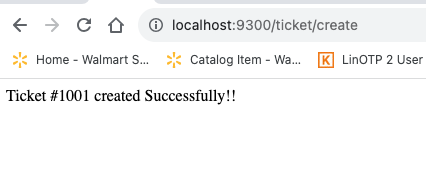 localhost:9300/ticket/create
Home - Walmart S... Catalog Item - Wa... K LinOTP 2 User
Ticket #1001 created Successfully!!